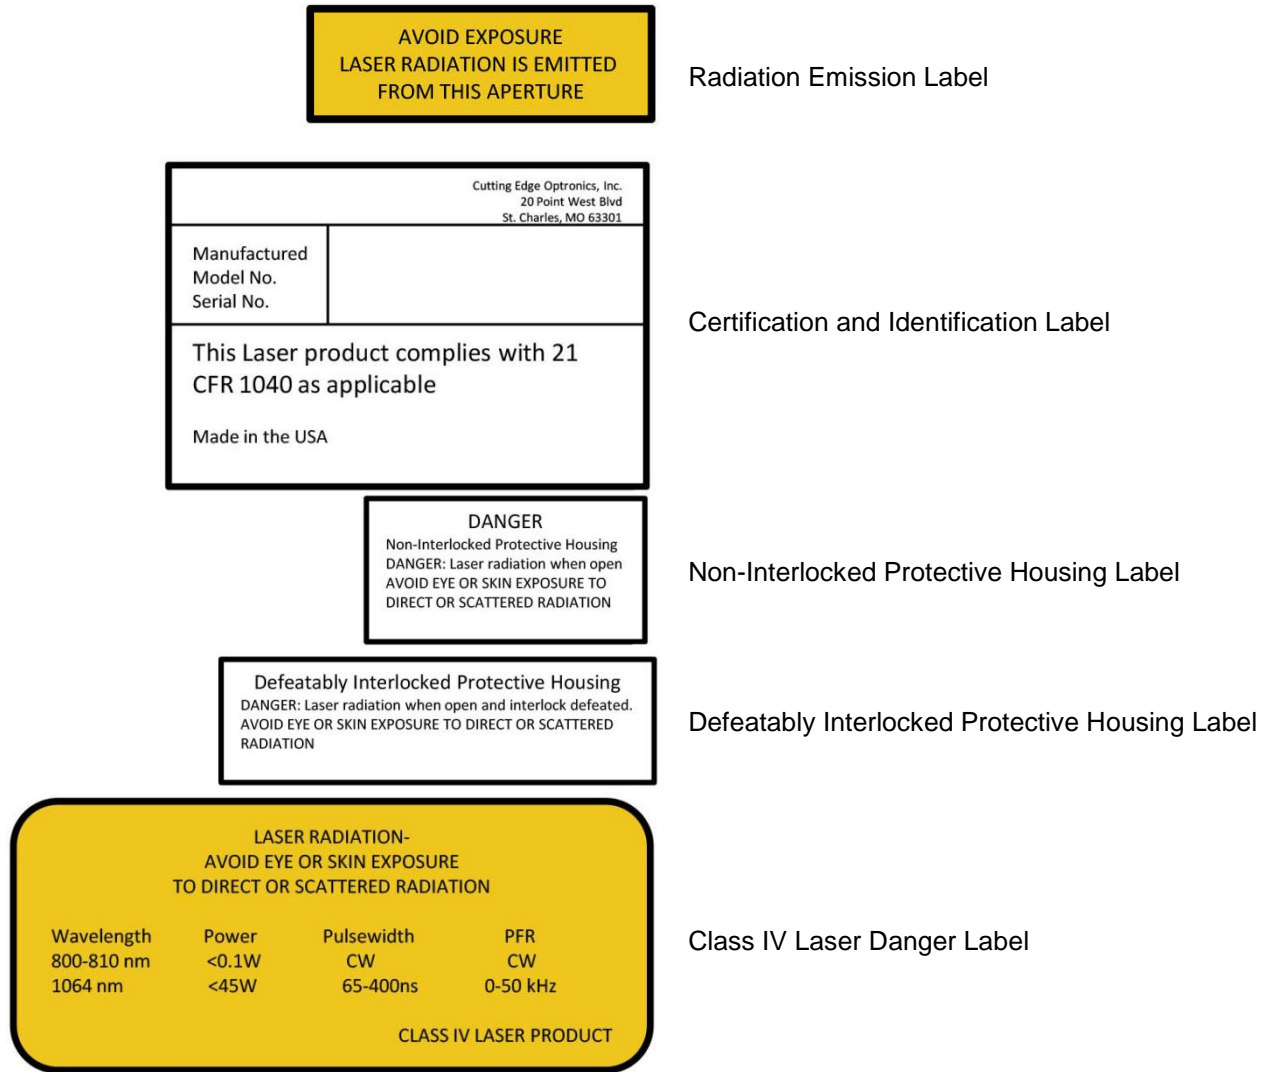 AVOID EXPOSURE
LASER RADIATION IS EMITTED
FROM THIS APERTURE
Radiation Emission Label
Cutting Edge Optronics, Inc.
20 Point West Blvd
St. Charles, MO 63301
Manufactured
Model No.
Serial No.
This Laser product complies with 21
CFR 1040 as applicable
Made in the USA
Certification and Identification Label
DANGER
Non-Interlocked Protective Housing
DANGER: Laser radiation when open
AVOID EYE OR SKIN EXPOSURE TO
DIRECT OR SCATTERED RADIATION
Non-Interlocked Protective Housing Label
Defeatably Interlocked Protective Housing
DANGER: Laser radiation when open and interlock defeated.
AVOID EYE OR SKIN EXPOSURE TO DIRECT OR SCATTERED
RADIATION
Defeatably Interlocked Protective Housing Label
LASER RADIATION-
AVOID EYE OR SKIN EXPOSURE
TO DIRECT OR SCATTERED RADIATION
Wavelength Power Pulsewidth PFR
800-810 nm <0.1W CW CW
1064 nm <45W 65-400ns 0-50 kHz
CLASS IV LASER PRODUCT
Class IV Laser Danger Label